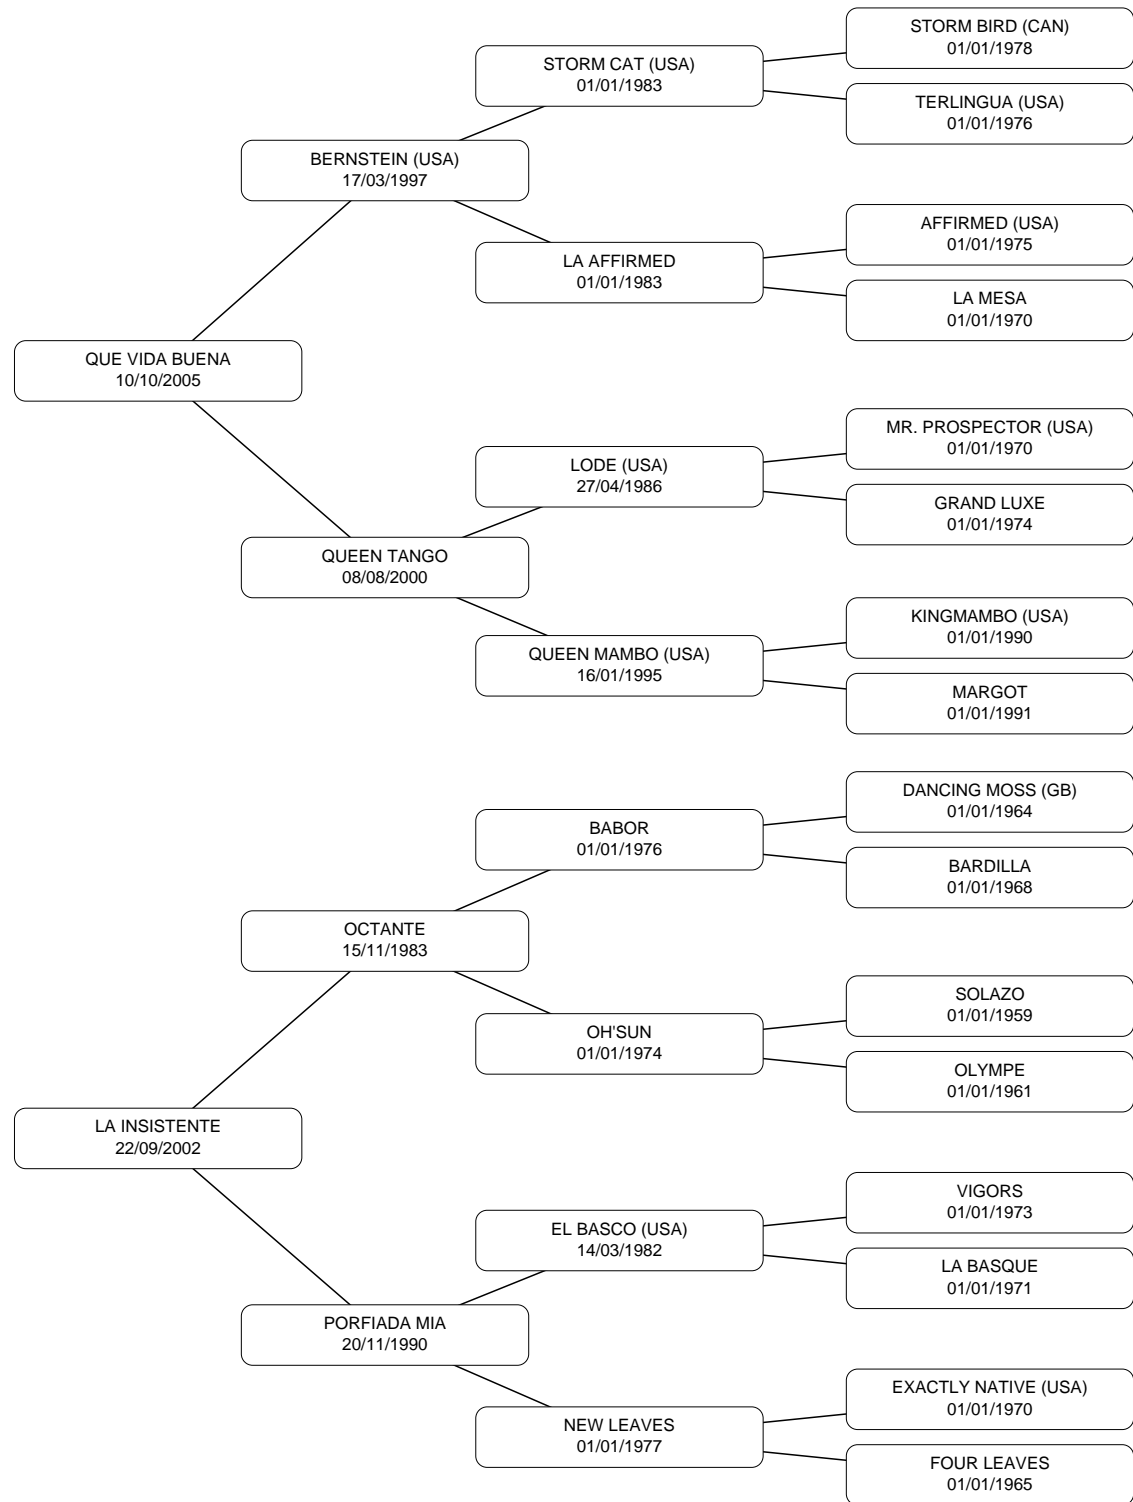 STORM BIRD (CAN)
01/01/1978
STORM CAT (USA)
01/01/1983
TERLINGUA (USA)
01/01/1976
BERNSTEIN (USA)
17/03/1997
AFFIRMED (USA)
01/01/1975
LA AFFIRMED
01/01/1983
LA MESA
01/01/1970
QUE VIDA BUENA
10/10/2005
MR. PROSPECTOR (USA)
01/01/1970
LODE (USA)
27/04/1986
GRAND LUXE
01/01/1974
QUEEN TANGO
08/08/2000
KINGMAMBO (USA)
01/01/1990
QUEEN MAMBO (USA)
16/01/1995
MARGOT
01/01/1991
DANCING MOSS (GB)
01/01/1964
BABOR
01/01/1976
BARDILLA
01/01/1968
OCTANTE
15/11/1983
SOLAZO
01/01/1959
OH'SUN
01/01/1974
OLYMPE
01/01/1961
LA INSISTENTE
22/09/2002
VIGORS
01/01/1973
EL BASCO (USA)
14/03/1982
LA BASQUE
01/01/1971
PORFIADA MIA
20/11/1990
EXACTLY NATIVE (USA)
01/01/1970
NEW LEAVES
01/01/1977
FOUR LEAVES
01/01/1965